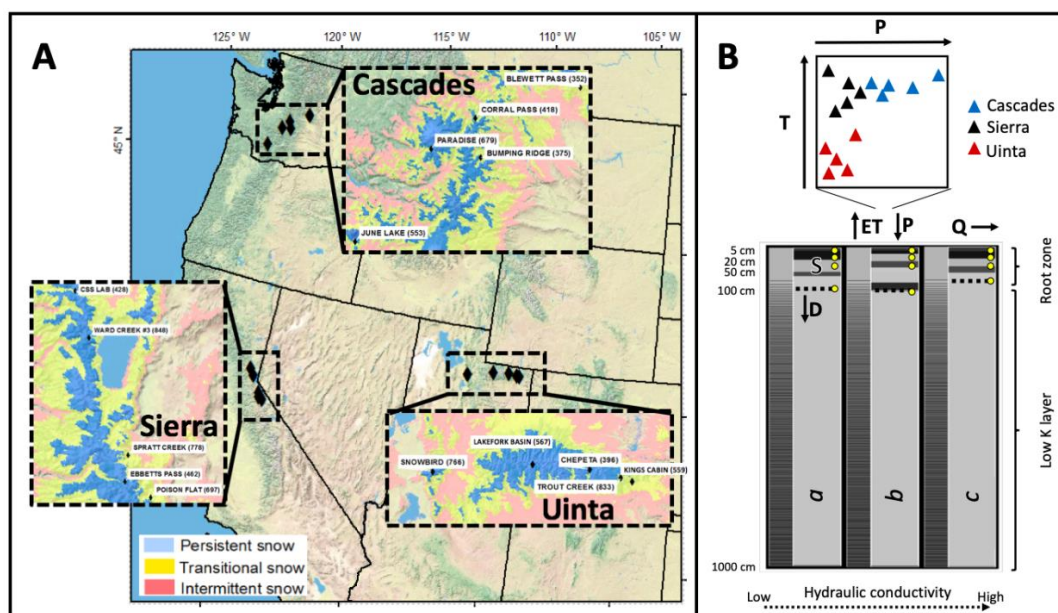 A
125° W
120° W
115° W
110° W
105° W
45° N
Cascades
BLEWETT PASS (352)
CORRAL PASS (418)
PARADISE (679)
BUMPING RIDGE (375)
JUNE LAKE (553)
CSS LAB (428)
WARD CREEK #3 (848)
Sierra
SPRATT CREEK (778)
EBBETTS PASS (462)
POISON FLAT (697)
LAKEFORK BASIN (567)
SNOWBIRD (766)
CHEPETA (396)
KINGS CABIN (559)
TROUT CREEK (833)
Uinta
Persistent snow
Transitional snow
Intermittent snow
B
P
T
Cascades
Sierra
Uinta
ET
P
Q
5 cm
20 cm
50 cm
100 cm
1000 cm
S
D
a
b
c
Root zone
Low K layer
Low
Hydraulic conductivity
High